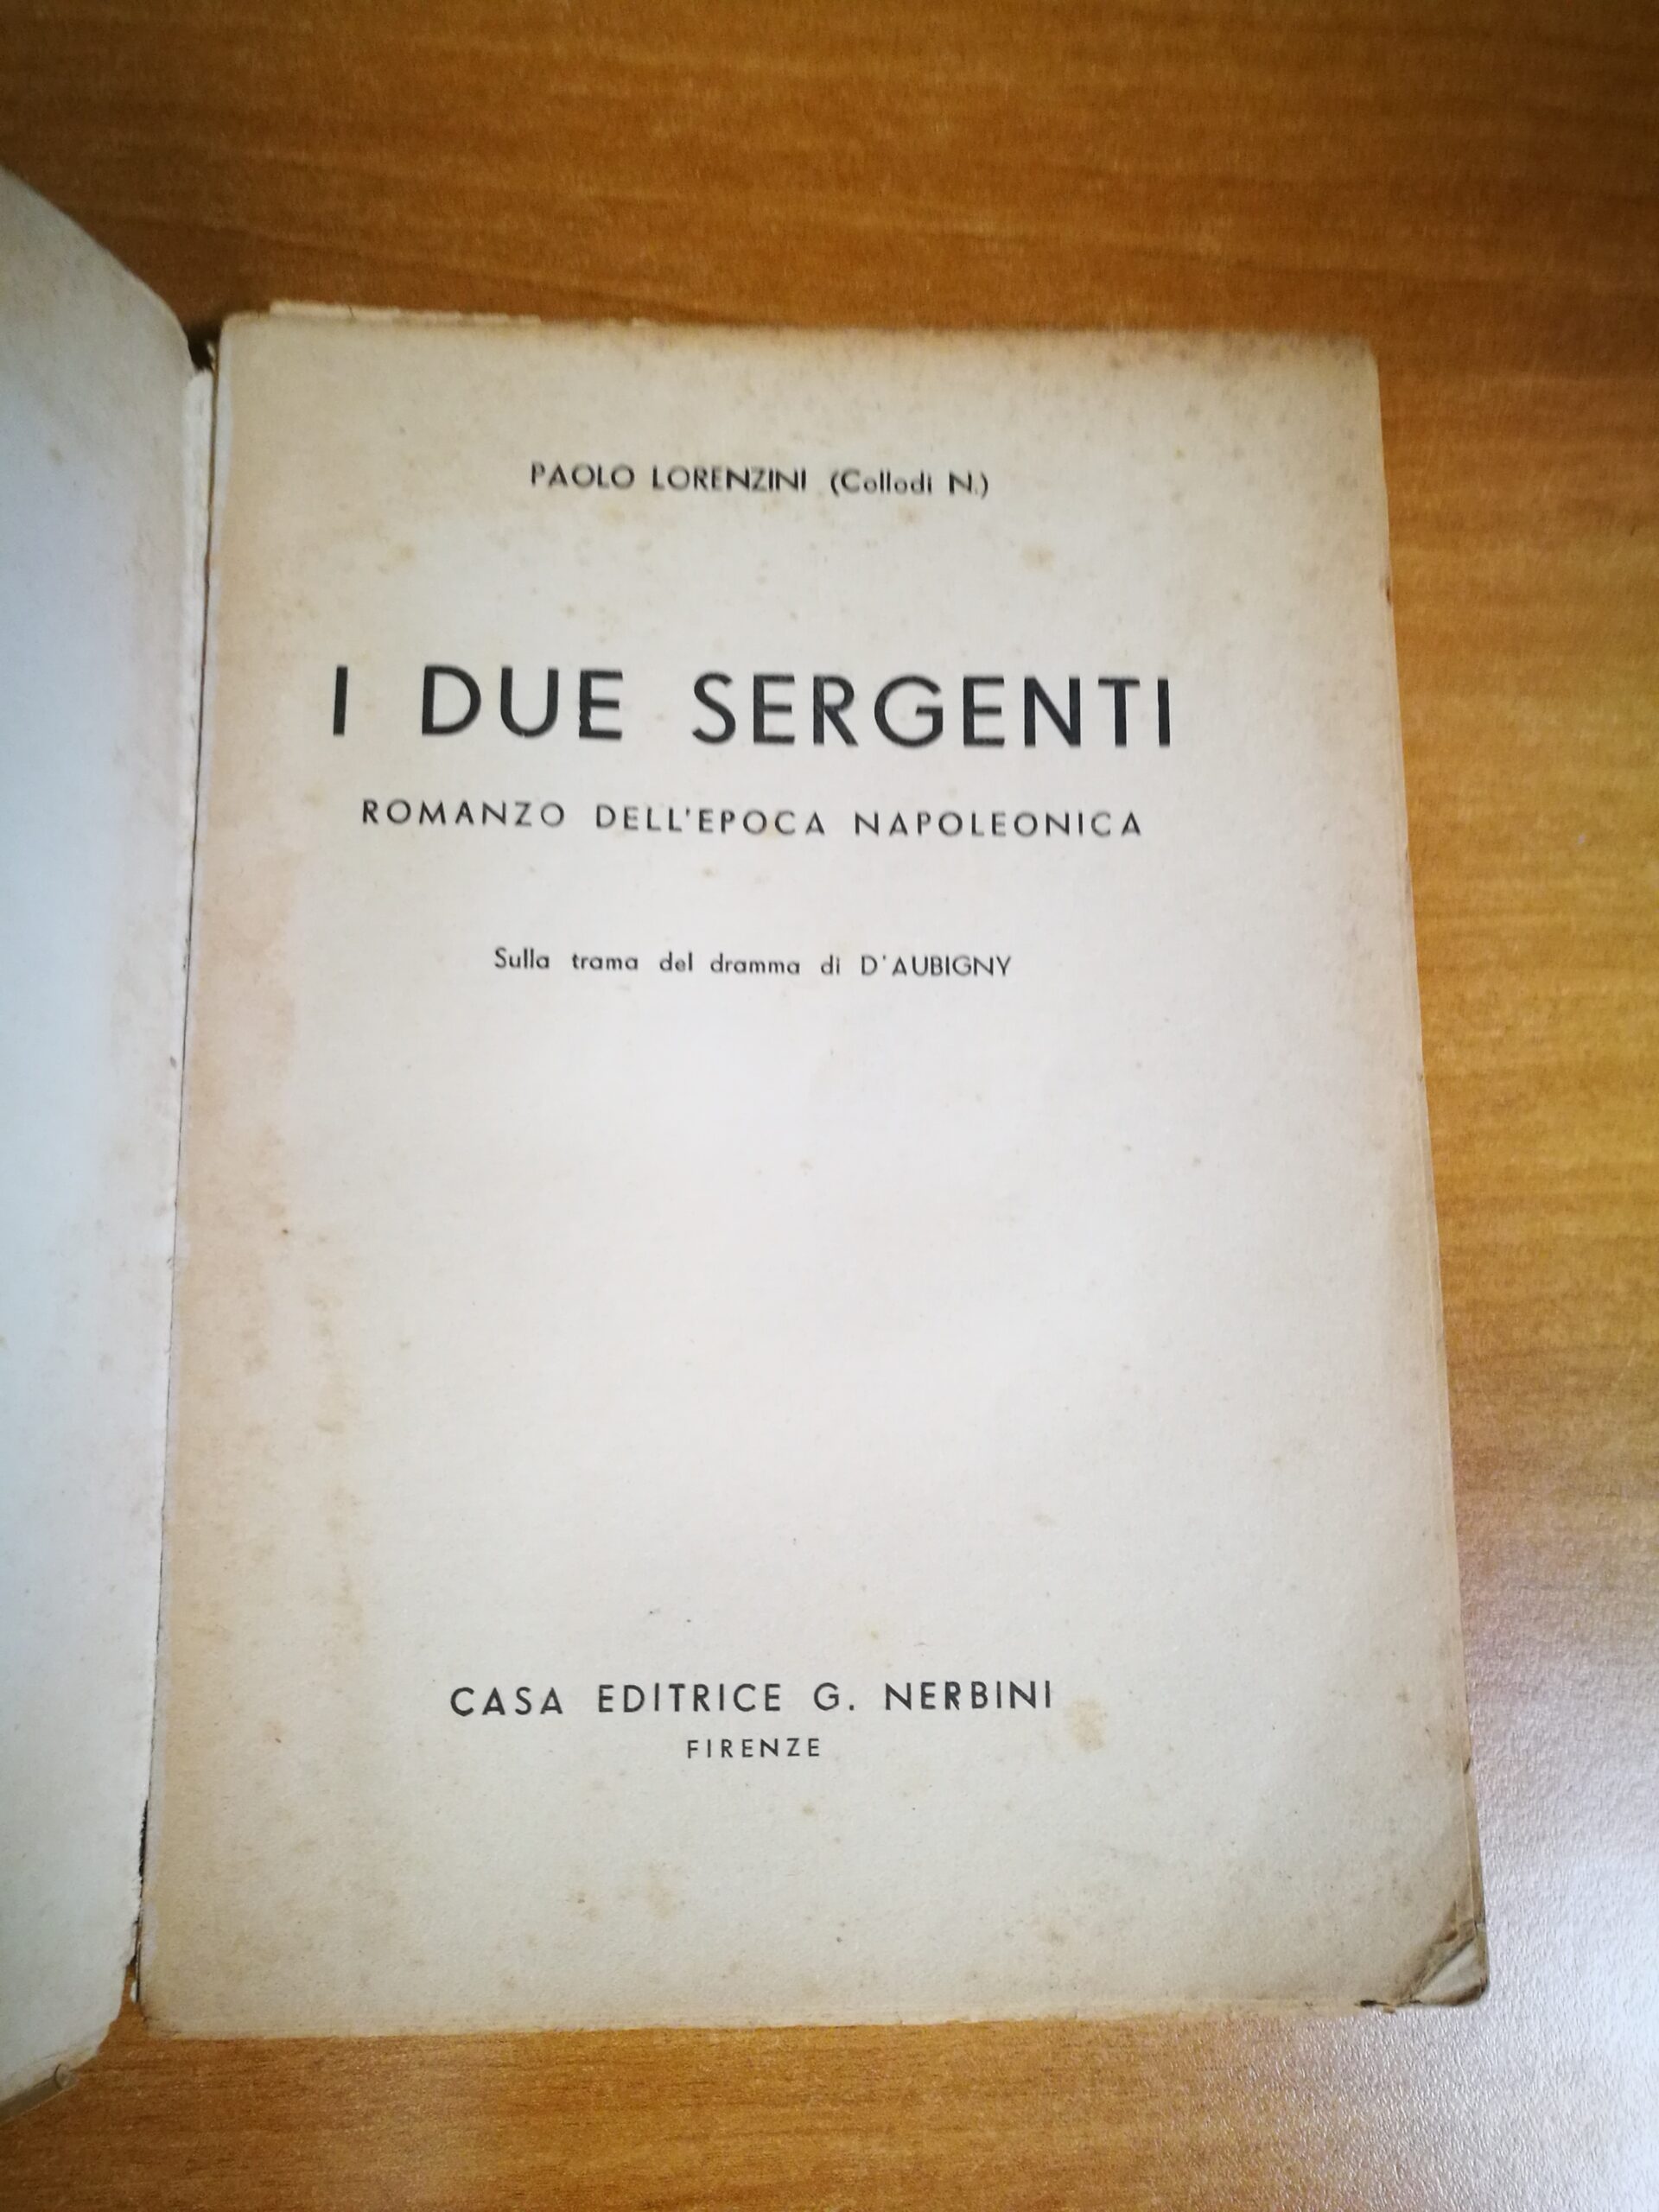 PAOLO LORENZINI (Collodi N.)
I DUE SERGENTI
ROMANZO DELL'EPOCA NAPOLEONICA
Sulla trama del dramma di D'AUBIGNY
CASA EDITRICE G. NERBINI
FIRENZE